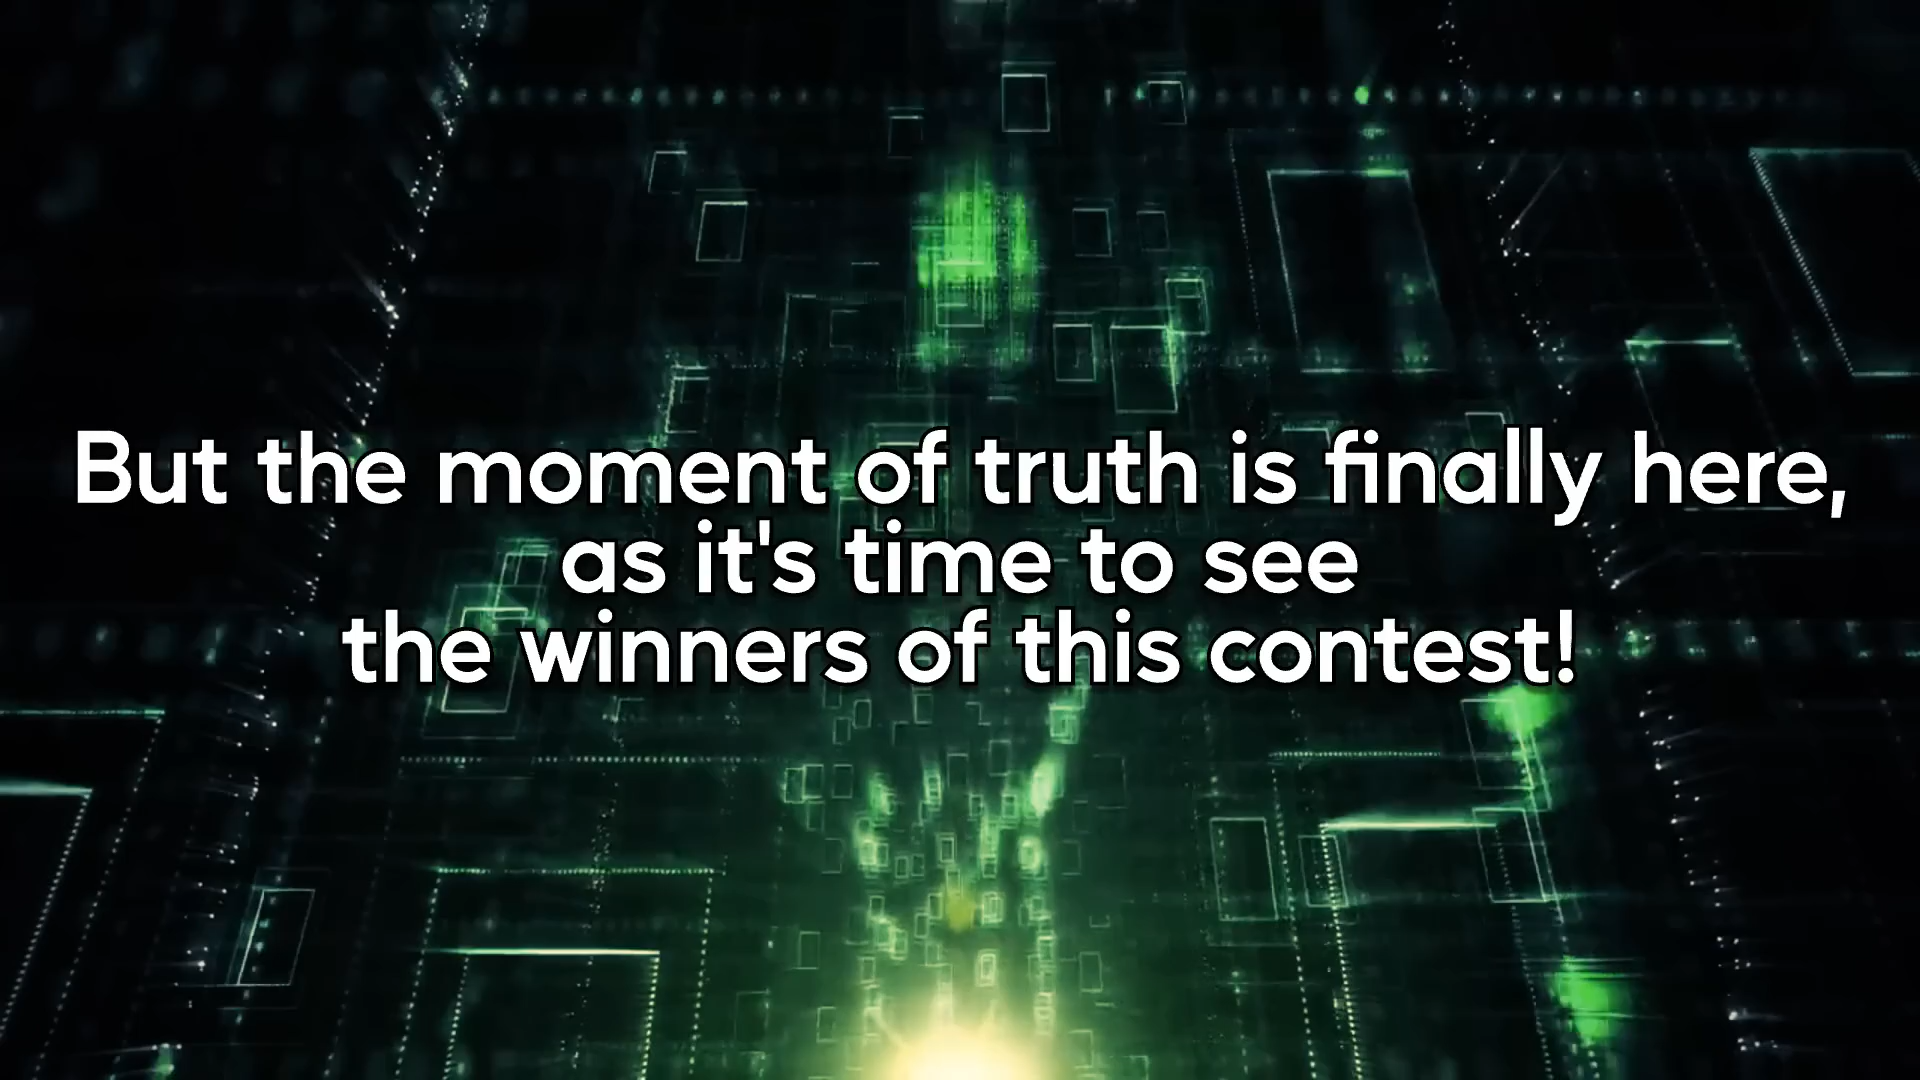 But the moment of truth is finally here,
as it's time to see
the winners of this contest!